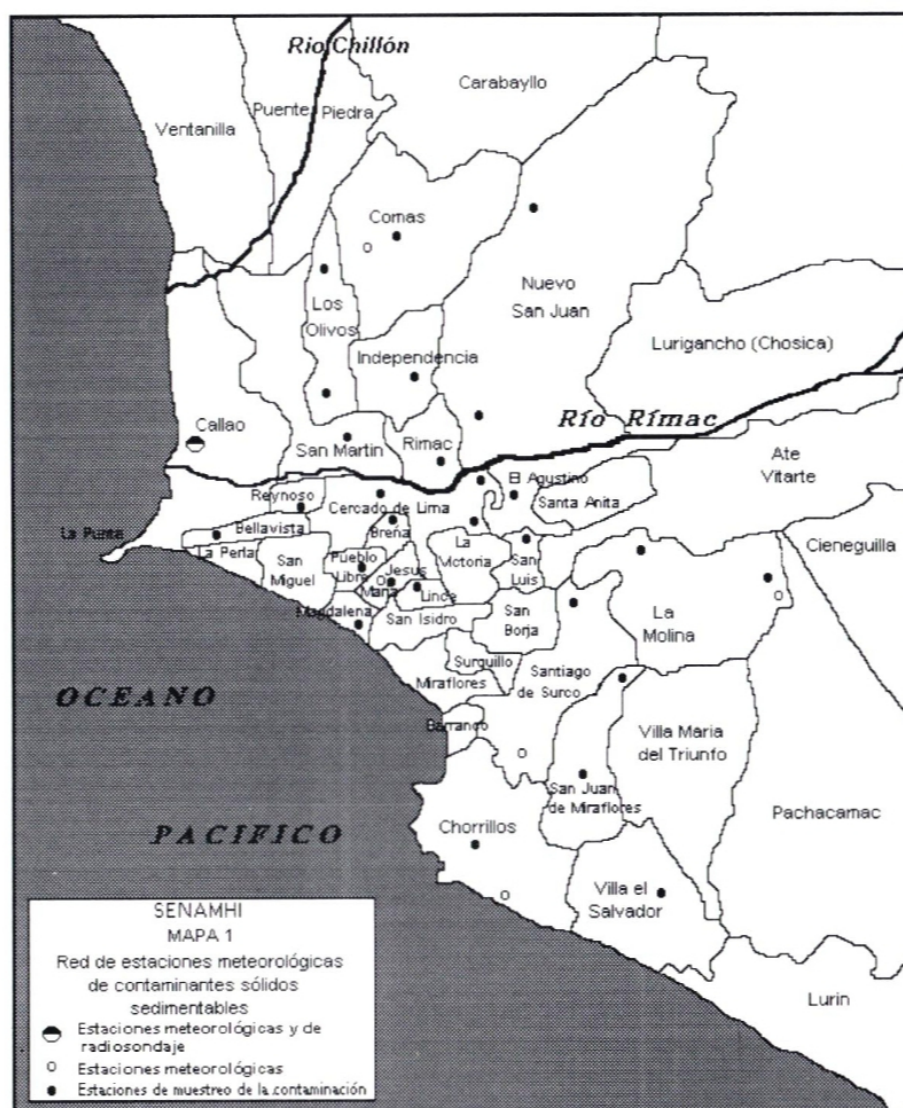 Rio Chillón
Puente Piedra
Carabayllo
Ventanilla
Comas
Nuevo
San Juan
Los
Olivos
Lurigancho (Chosica)
Independencia
Río Rímac
Callao
San Martin
Rimac
Ate
Vitarte
El Agustino
Santa Anita
Reynoso
Cercado de Lima
La Punta
Bellavista
Breña
La
Victoria
Cieneguilla
La Perla
San
Miguel
Pueblo
Libre
Jesus
Maria
San
Luis
Lince
Magdalena
San Isidro
San
Borja
La
Molina
Surquillo
Santiago
de Surco
Miraflores
OCEANO
Barranco
Villa Maria
del Triunfo
San Juan
de Miraflores
Pachacamac
PACIFICO
Chorrillos
Villa el
Salvador
Lurin
SENAMHI
MAPA 1
Red de estaciones meteorológicas
de contaminantes sólidos
sedimentables
Estaciones meteorológicas y de
radiosondaje
Estaciones meteorológicas
Estaciones de muestreo de la contaminación